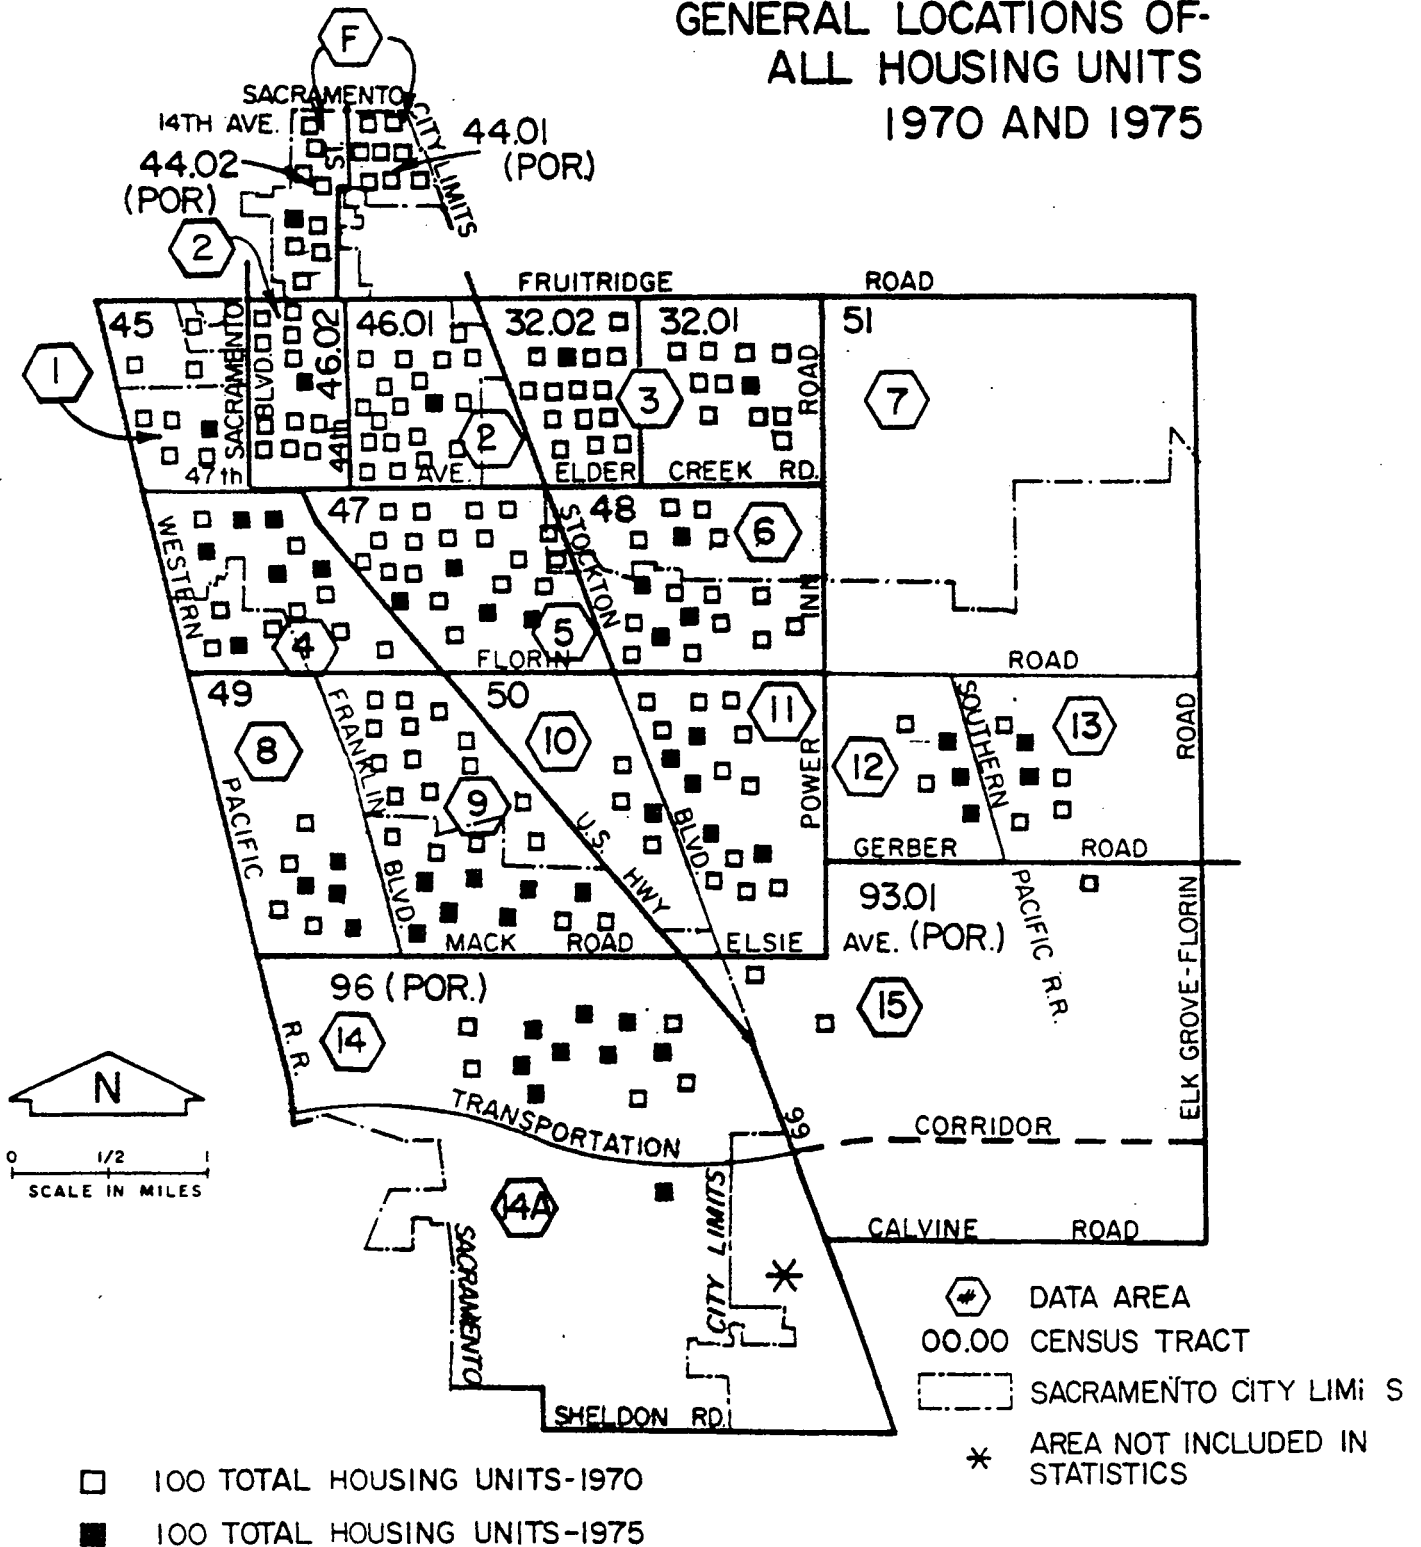 GENERAL LOCATIONS OF-
ALL HOUSING UNITS
1970 AND 1975
F
SACRAMENTO
CITY LIMITS
14TH AVE.
ST.
44.01
(POR.)
44.02
(POR)
2
FRUITRIDGE ROAD
45
SACRAMENTO
BLVD.
46.02
44th
46.01
32.02
32.01
ROAD
51
1
2
3
7
47th AVE. ELDER CREEK RD.
WESTERN
47
STOCKTON
48
6
INN
4
5
FLORIN ROAD
49
50
8
FRANKLIN
10
11
12
SOUTHERN
13
ROAD
PACIFIC
9
U.S.
HWY
BLVD.
POWER
BLVD.
GERBER ROAD
MACK ROAD ELSIE AVE.
93.01
(POR.)
PACIFIC R.R.
ELK GROVE-FLORIN
96 (POR.)
14
15
R. R.
N
TRANSPORTATION CORRIDOR
99
0 1/2 1
SCALE IN MILES
14A
SACRAMENTO
CITY LIMITS
CALVINE ROAD
*
SHELDON RD.
# DATA AREA
00.00 CENSUS TRACT
SACRAMENTO CITY LIMI S
* AREA NOT INCLUDED IN
STATISTICS
100 TOTAL HOUSING UNITS-1970
100 TOTAL HOUSING UNITS-1975